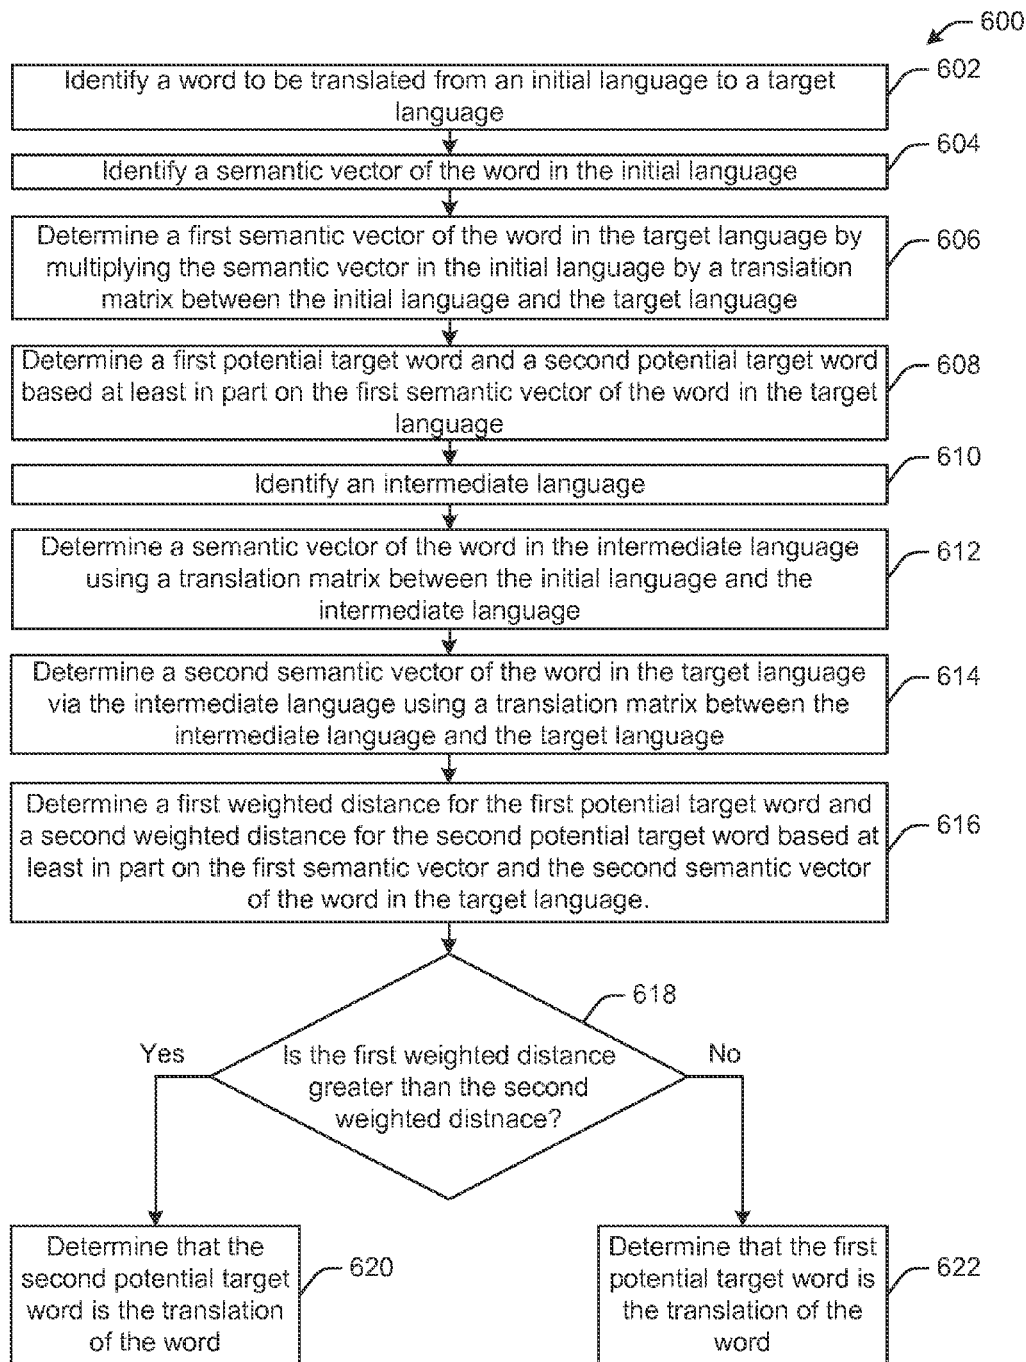 600
Identify a word to be translated from an initial language to a target
language
602
604
Identify a semantic vector of the word in the initial language
Determine a first semantic vector of the word in the target language by
multiplying the semantic vector in the initial language by a translation
matrix between the initial language and the target language
606
Determine a first potential target word and a second potential target word
based at least in part on the first semantic vector of the word in the target
language
608
610
Identify an intermediate language
Determine a semantic vector of the word in the intermediate language
using a translation matrix between the initial language and the
intermediate language
612
Determine a second semantic vector of the word in the target language
via the intermediate language using a translation matrix between the
intermediate language and the target language
614
Determine a first weighted distance for the first potential target word and
a second weighted distance for the second potential target word based at
least in part on the first semantic vector and the second semantic vector
of the word in the target language.
616
618
Yes
Is the first weighted distance
greater than the second
weighted distnace?
No
Determine that the
second potential target
word is the translation
of the word
620
Determine that the first
potential target word is
the translation of the
word
622